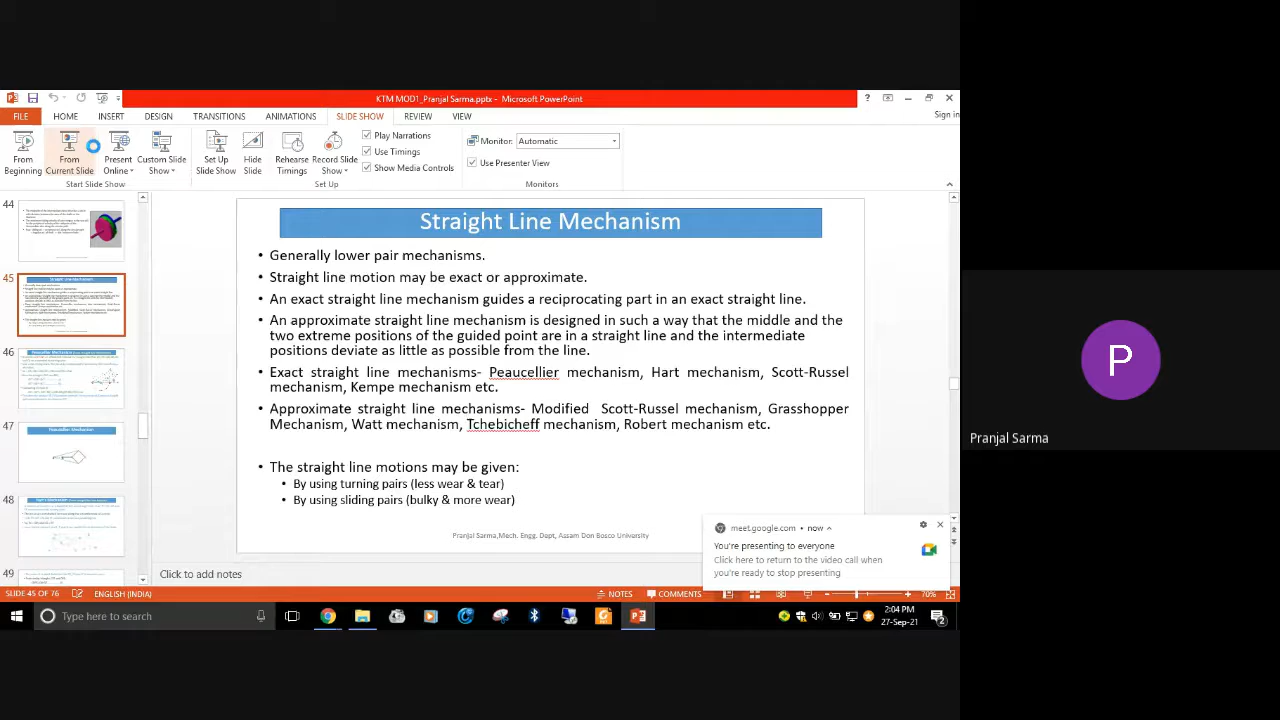 KTM MOD1_Pranjal Sarma.pptx - Microsoft PowerPoint
Sign in
FILE HOME INSERT DESIGN TRANSITIONS ANIMATIONS SLIDE SHOW REVIEW VIEW
From Beginning
From Current Slide
Present Online
Custom Slide Show
Set Up Slide Show
Hide Slide
Rehearse Timings
Record Slide Show
Play Narrations
Use Timings
Show Media Controls
Monitor: Automatic
Use Presenter View
Start Slide Show
Set Up
Monitors
44
45
46
47
48
49
Straight Line Mechanism
• Generally lower pair mechanisms.
• Straight line motion may be exact or approximate.
• An exact straight line mechanism guides a reciprocating part in an exact straight line.
• An approximate straight line mechanism is designed in such a way that the middle and the
two extreme positions of the guided point are in a straight line and the intermediate
positions deviate as little as possible from the line.
• Exact straight line mechanisms- Peaucellier mechanism, Hart mechanism, Scott-Russel
mechanism, Kempe mechanism etc.
• Approximate straight line mechanisms- Modified Scott-Russel mechanism, Grasshopper
Mechanism, Watt mechanism, Tchebicheff mechanism, Robert mechanism etc.
• The straight line motions may be given:
• By using turning pairs (less wear & tear)
• By using sliding pairs (bulky & more wear)
Pranjal Sarma,Mech. Engg. Dept, Assam Don Bosco University
meet.google.com • now
You're presenting to everyone
Click here to return to the video call when
you're ready to stop presenting
Click to add notes
SLIDE 45 OF 76 ENGLISH (INDIA) NOTES COMMENTS 70%
Type here to search
2:04 PM
27-Sep-21
2
P
Pranjal Sarma